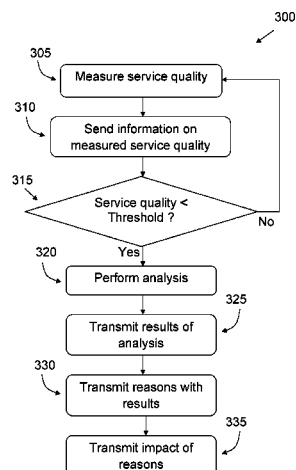 300
305
Measure service quality
310
Send information on
measured service quality
315
Service quality <
Threshold ?
No
Yes
320
Perform analysis
325
Transmit results of
analysis
330
Transmit reasons with
results
335
Transmit impact of
reasons